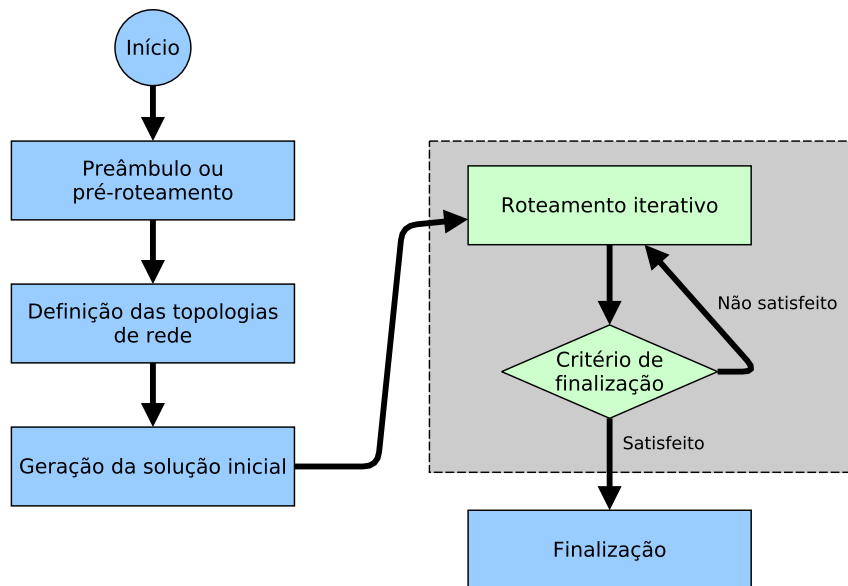 Início
Preâmbulo ou
pré-roteamento
Definição das topologias
de rede
Geração da solução inicial
Roteamento iterativo
Não satisfeito
Critério de
finalização
Satisfeito
Finalização